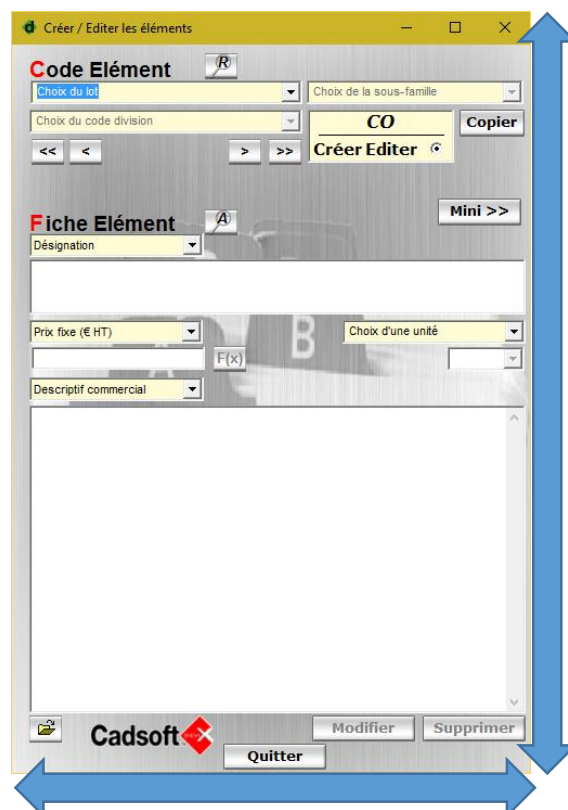 Créer / Editer les éléments
Code Elément R
Choix du lot Choix de la sous-famille
Choix du code division CO Copier
<< < > >> Créer Editer
Mini >>
Fiche Elément A
Désignation
B
Prix fixe (€ HT) Choix d'une unité
F(x)
Descriptif commercial
Cadsoft Modifier Supprimer
Quitter